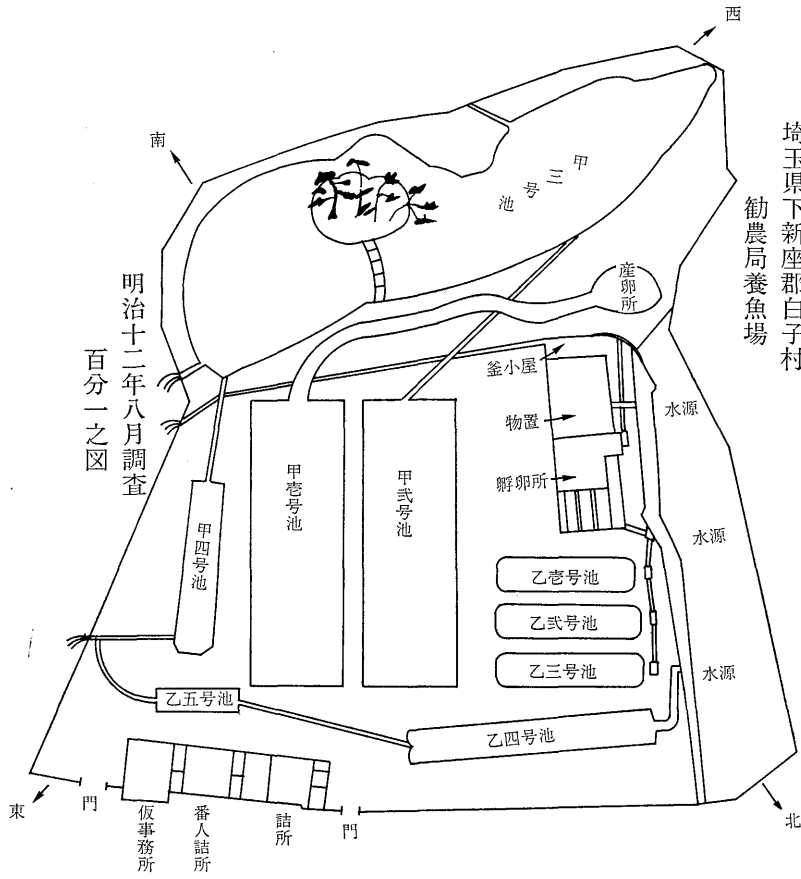 埼玉県下新座郡白子村
勧農局養魚場
西
南
甲三号池
産卵所
明治十二年八月調査
百分一之図
釜小屋
物置
孵卵所
水源
水源
水源
甲壱号池
甲弐号池
甲四号池
乙壱号池
乙弐号池
乙三号池
乙四号池
乙五号池
東
門
仮事務所
番人詰所
詰所
門
北